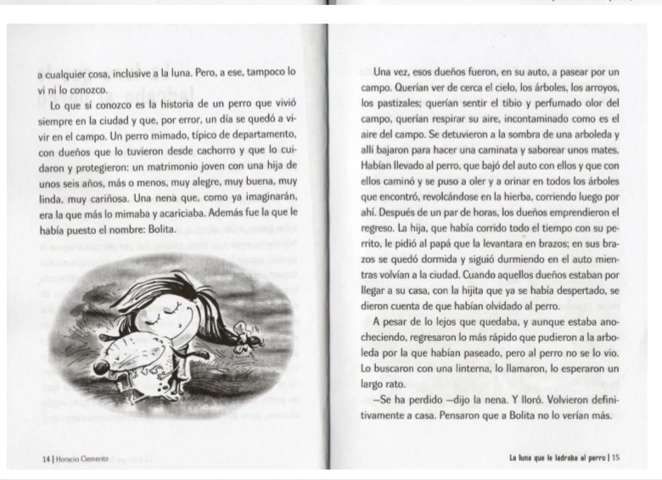 a cualquier cosa, inclusive a la luna. Pero, a ese, tampoco lo
vi ni lo conozco.
Lo que sí conozco es la historia de un perro que vivió
siempre en la ciudad y que, por error, un día se quedó a vi-
vir en el campo. Un perro mimado, típico de departamento,
con dueños que lo tuvieron desde cachorro y que lo cui-
daron y protegieron: un matrimonio joven con una hija de
unos seis años, más o menos, muy alegre, muy buena, muy
linda, muy cariñosa. Una nena que, como ya imaginarán,
era la que más lo mimaba y acariciaba. Además fue la que le
había puesto el nombre: Bolita.
14 | Horacio Clemente
Una vez, esos dueños fueron, en su auto, a pasear por un
campo. Querían ver de cerca el cielo, los árboles, los arroyos,
los pastizales; querían sentir el tibio y perfumado olor del
campo, querían respirar su aire, incontaminado como es el
aire del campo. Se detuvieron a la sombra de una arboleda y
allí bajaron para hacer una caminata y saborear unos mates.
Habían llevado al perro, que bajó del auto con ellos y que con
ellos caminó y se puso a oler y a orinar en todos los árboles
que encontró, revolcándose en la hierba, corriendo luego por
ahí. Después de un par de horas, los dueños emprendieron el
regreso. La hija, que había corrido todo el tiempo con su pe-
rrito, le pidió al papá que la levantara en brazos; en sus bra-
zos se quedó dormida y siguió durmiendo en el auto mien-
tras volvían a la ciudad. Cuando aquellos dueños estaban por
llegar a su casa, con la hijita que ya se había despertado, se
dieron cuenta de que habían olvidado al perro.
A pesar de lo lejos que quedaba, y aunque estaba ano-
checiendo, regresaron lo más rápido que pudieron a la arbo-
leda por la que habían paseado, pero al perro no se lo vio.
Lo buscaron con una linterna, lo llamaron, lo esperaron un
largo rato.
—Se ha perdido —dijo la nena. Y lloró. Volvieron defini-
tivamente a casa. Pensaron que a Bolita no lo verían más.
La luna que le ladraba al perro | 15